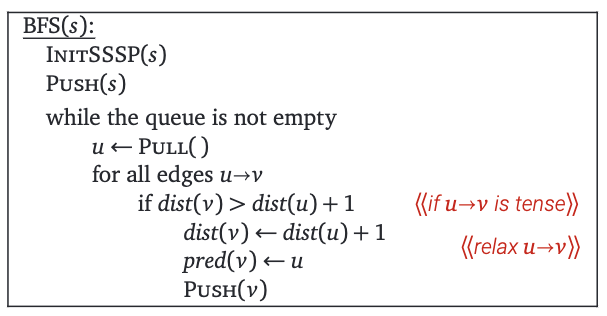 BFS(s):
INITSSSP(s)
PUSH(s)
while the queue is not empty
u ← PULL( )
for all edges u→v
if dist(v) > dist(u) + 1 ⟪if u→v is tense⟫
dist(v) ← dist(u) + 1
⟪relax u→v⟫
pred(v) ← u
PUSH(v)